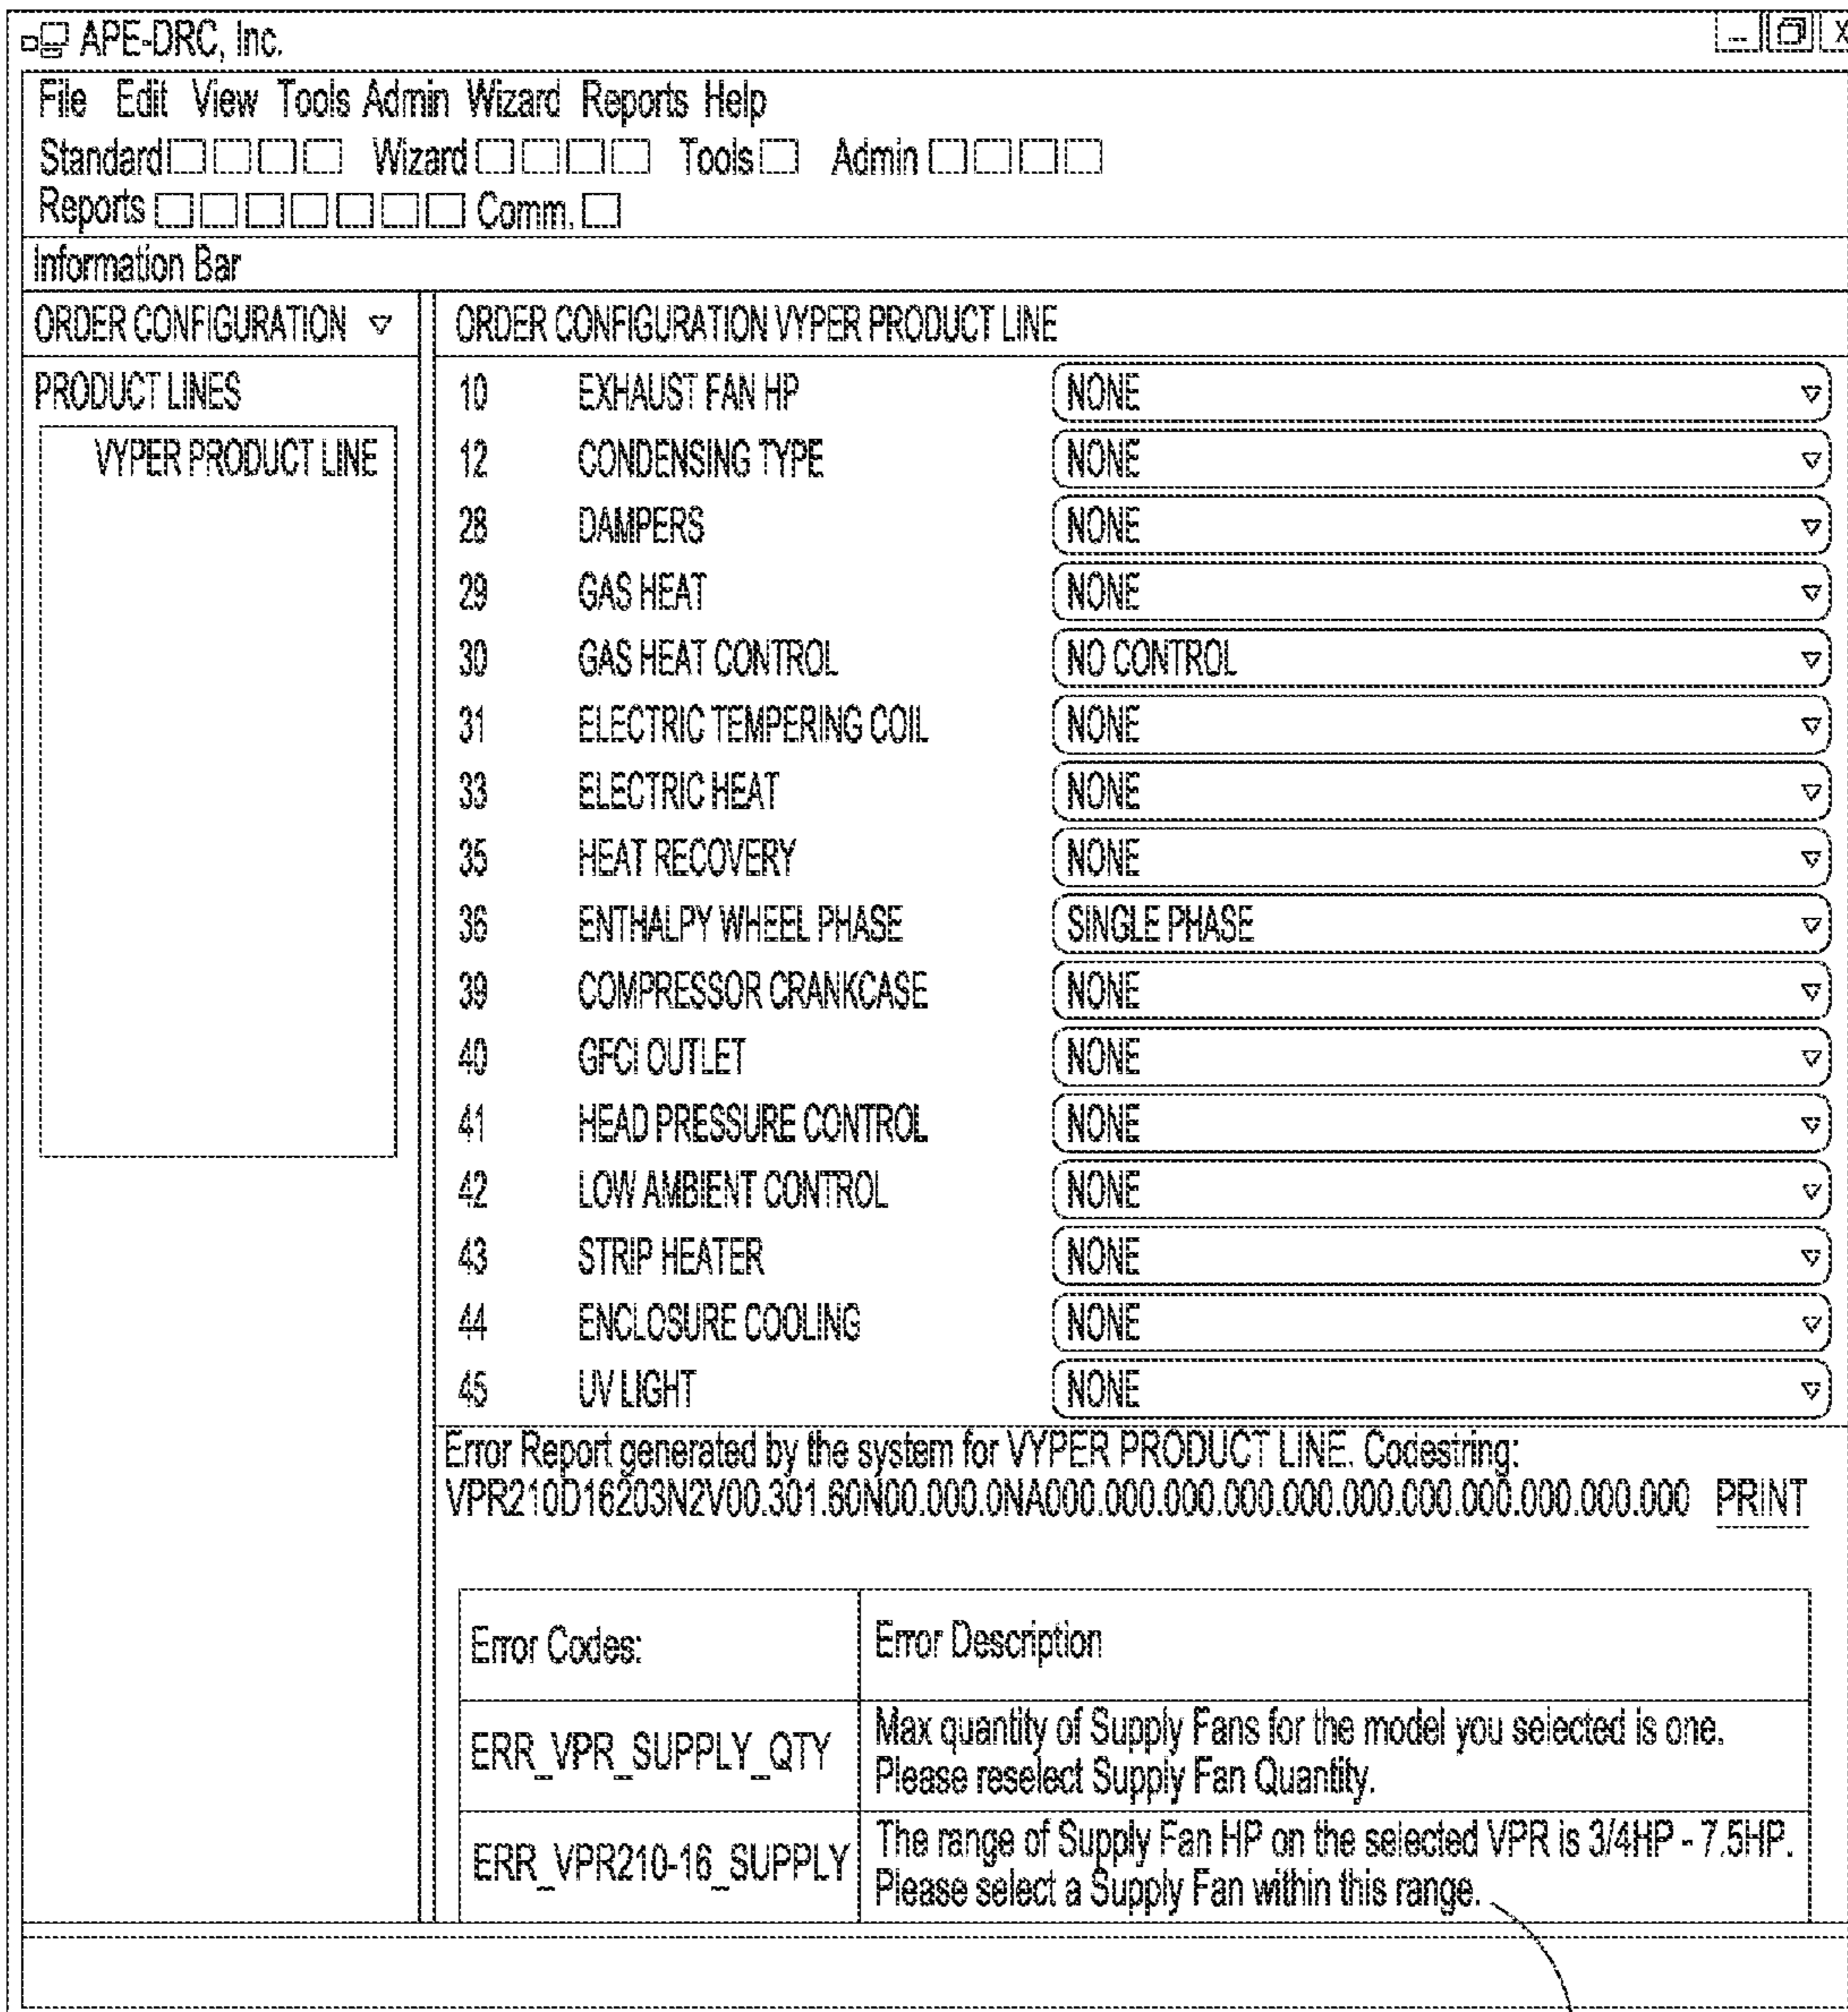 APE-DRC, Inc.
File Edit View Tools Admin Wizard Reports Help
Standard Wizard Tools Admin
Reports Comm.
Information Bar
ORDER CONFIGURATION
PRODUCT LINES
VYPER PRODUCT LINE
ORDER CONFIGURATION VYPER PRODUCT LINE
10 EXHAUST FAN HP NONE
12 CONDENSING TYPE NONE
28 DAMPERS NONE
29 GAS HEAT NONE
30 GAS HEAT CONTROL NO CONTROL
31 ELECTRIC TEMPERING COIL NONE
33 ELECTRIC HEAT NONE
35 HEAT RECOVERY NONE
36 ENTHALPY WHEEL PHASE SINGLE PHASE
39 COMPRESSOR CRANKCASE NONE
40 GFCI OUTLET NONE
41 HEAD PRESSURE CONTROL NONE
42 LOW AMBIENT CONTROL NONE
43 STRIP HEATER NONE
44 ENCLOSURE COOLING NONE
45 UV LIGHT NONE
Error Report generated by the system for VYPER PRODUCT LINE. Codestring:
VPR210D16203N2V00.301.60N00.000.0NA000.000.000.000.000.000.000.000.000.000.000 PRINT
Error Codes: Error Description
ERR_VPR_SUPPLY_QTY Max quantity of Supply Fans for the model you selected is one.
Please reselect Supply Fan Quantity.
ERR_VPR210-16_SUPPLY The range of Supply Fan HP on the selected VPR is 3/4HP - 7.5HP.
Please select a Supply Fan within this range.